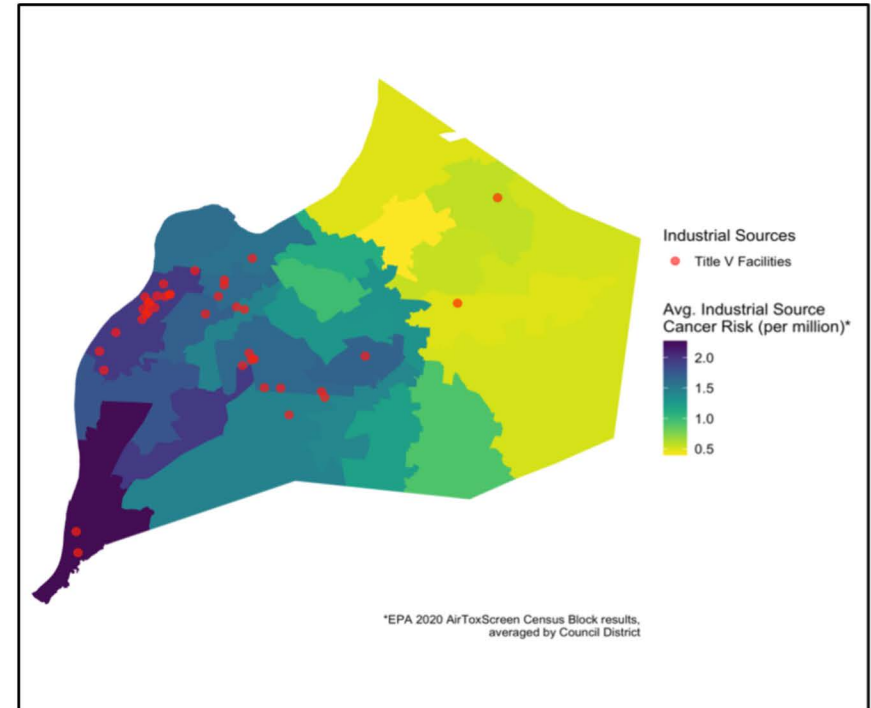 Industrial Sources
Title V Facilities
Avg. Industrial Source
Cancer Risk (per million)*
2.0
1.5
1.0
0.5
*EPA 2020 AirToxScreen Census Block results,
averaged by Council District